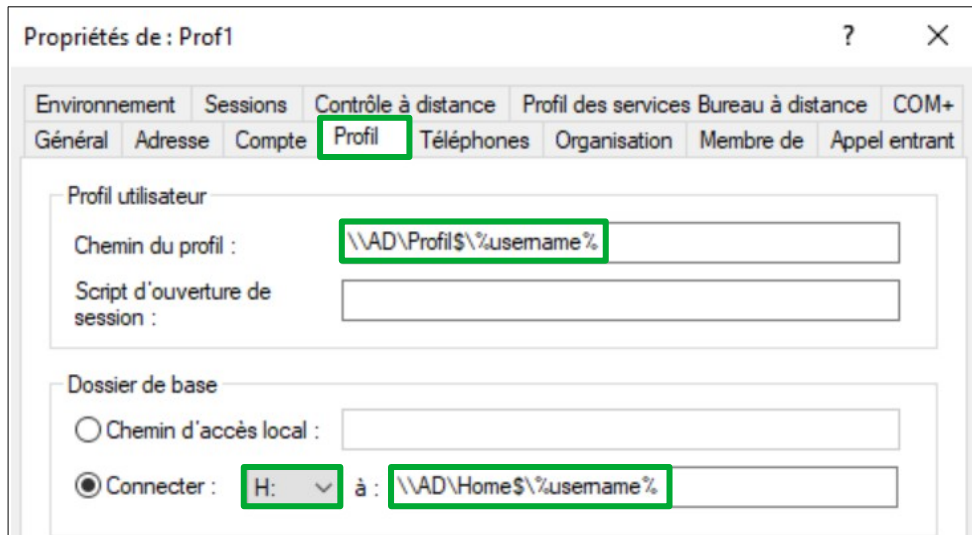 Propriétés de : Prof1 ? ×
Environnement Sessions Contrôle à distance Profil des services Bureau à distance COM+
Général Adresse Compte Profil Téléphones Organisation Membre de Appel entrant
Profil utilisateur
Chemin du profil : \\AD\Profil$\%username%
Script d'ouverture de
session :
Dossier de base
Chemin d'accès local :
Connecter : H: à : \\AD\Home$\%username%